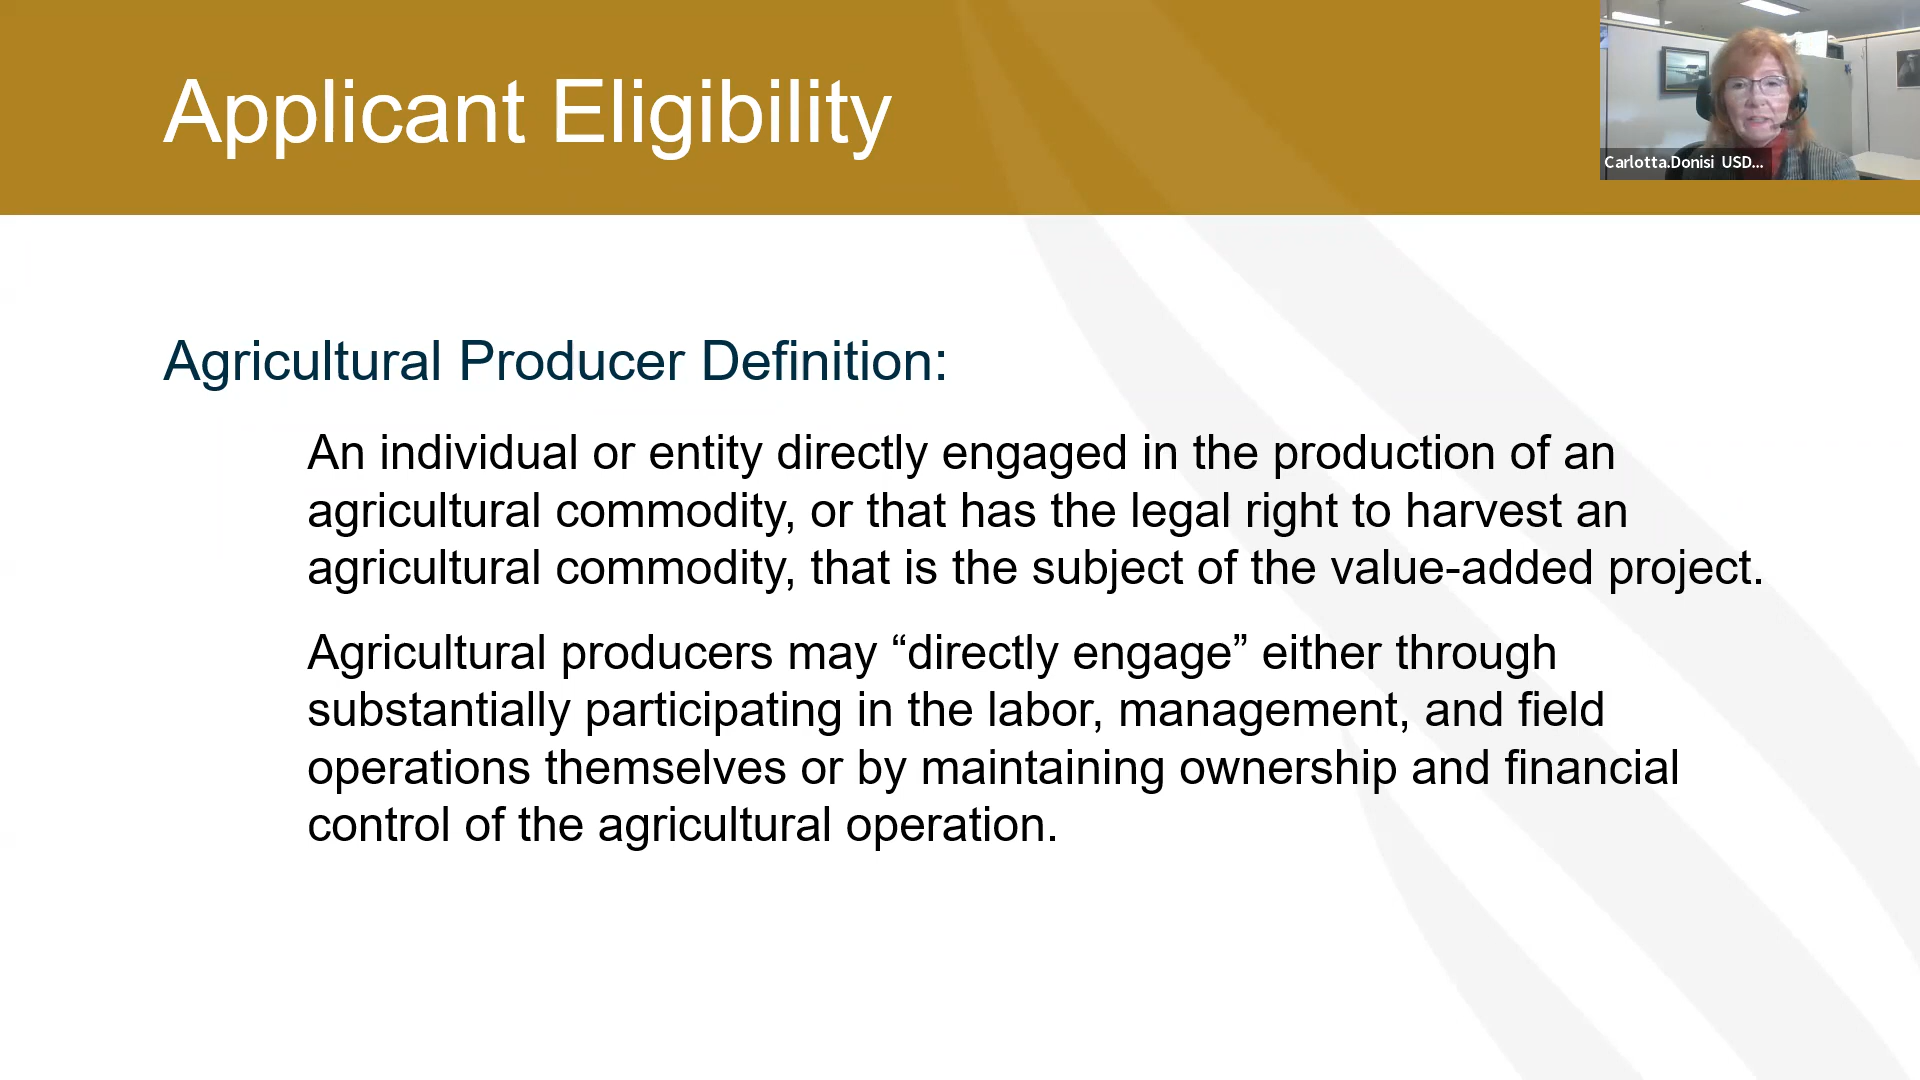 Applicant Eligibility
Carlotta.Donisi USD...
Agricultural Producer Definition:
An individual or entity directly engaged in the production of an
agricultural commodity, or that has the legal right to harvest an
agricultural commodity, that is the subject of the value-added project.
Agricultural producers may “directly engage” either through
substantially participating in the labor, management, and field
operations themselves or by maintaining ownership and financial
control of the agricultural operation.